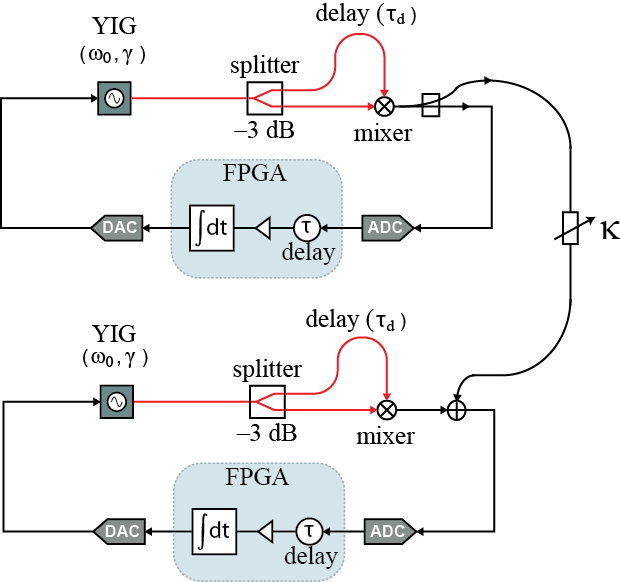 delay (τd)
YIG
(ω0, γ)
splitter
–3 dB
mixer
FPGA
DAC
∫dt
τ
ADC
delay
κ
delay (τd)
YIG
(ω0, γ)
splitter
–3 dB
mixer
FPGA
DAC
∫dt
τ
ADC
delay